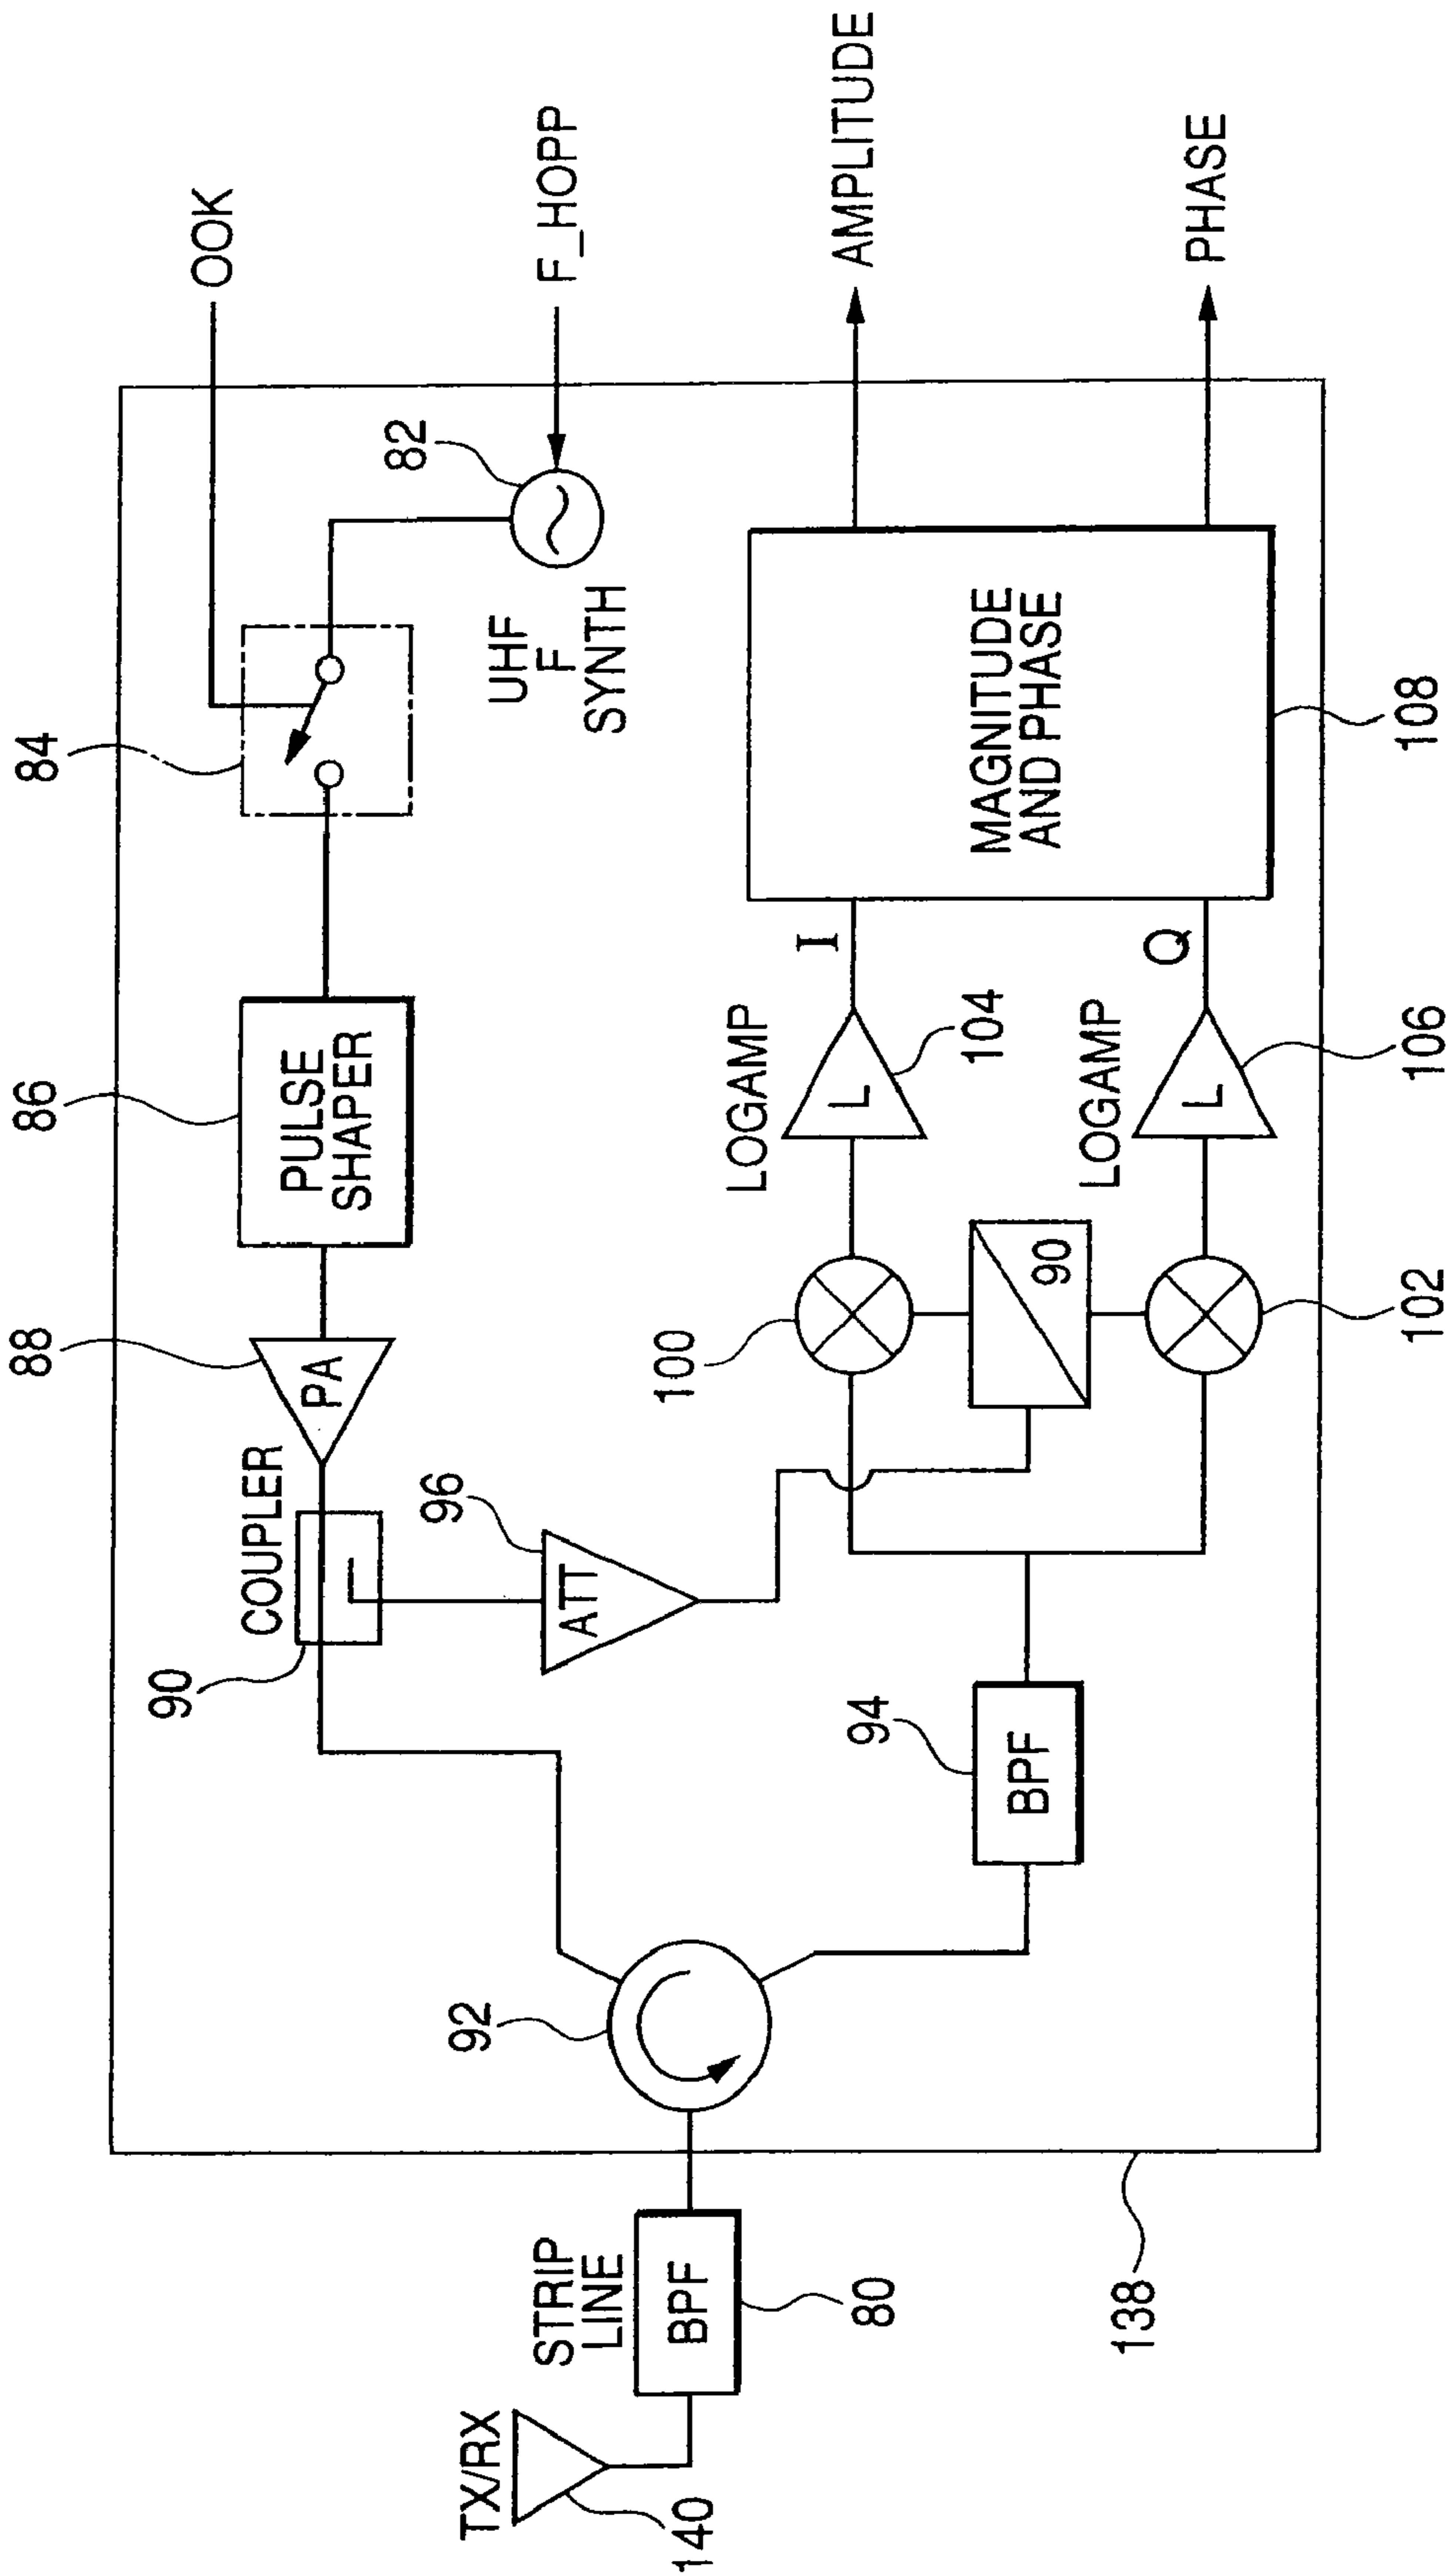 OOK
84
86
PULSE
SHAPER
88
PA
COUPLER
90
F_HOPP
82
UHF
F
SYNTH
96
ATT
92
STRIP
LINE
BPF
80
TX/RX
140
AMPLITUDE
PHASE
MAGNITUDE
AND PHASE
108
I
Q
LOGAMP
L
104
LOGAMP
L
106
100
90
102
94
BPF
138